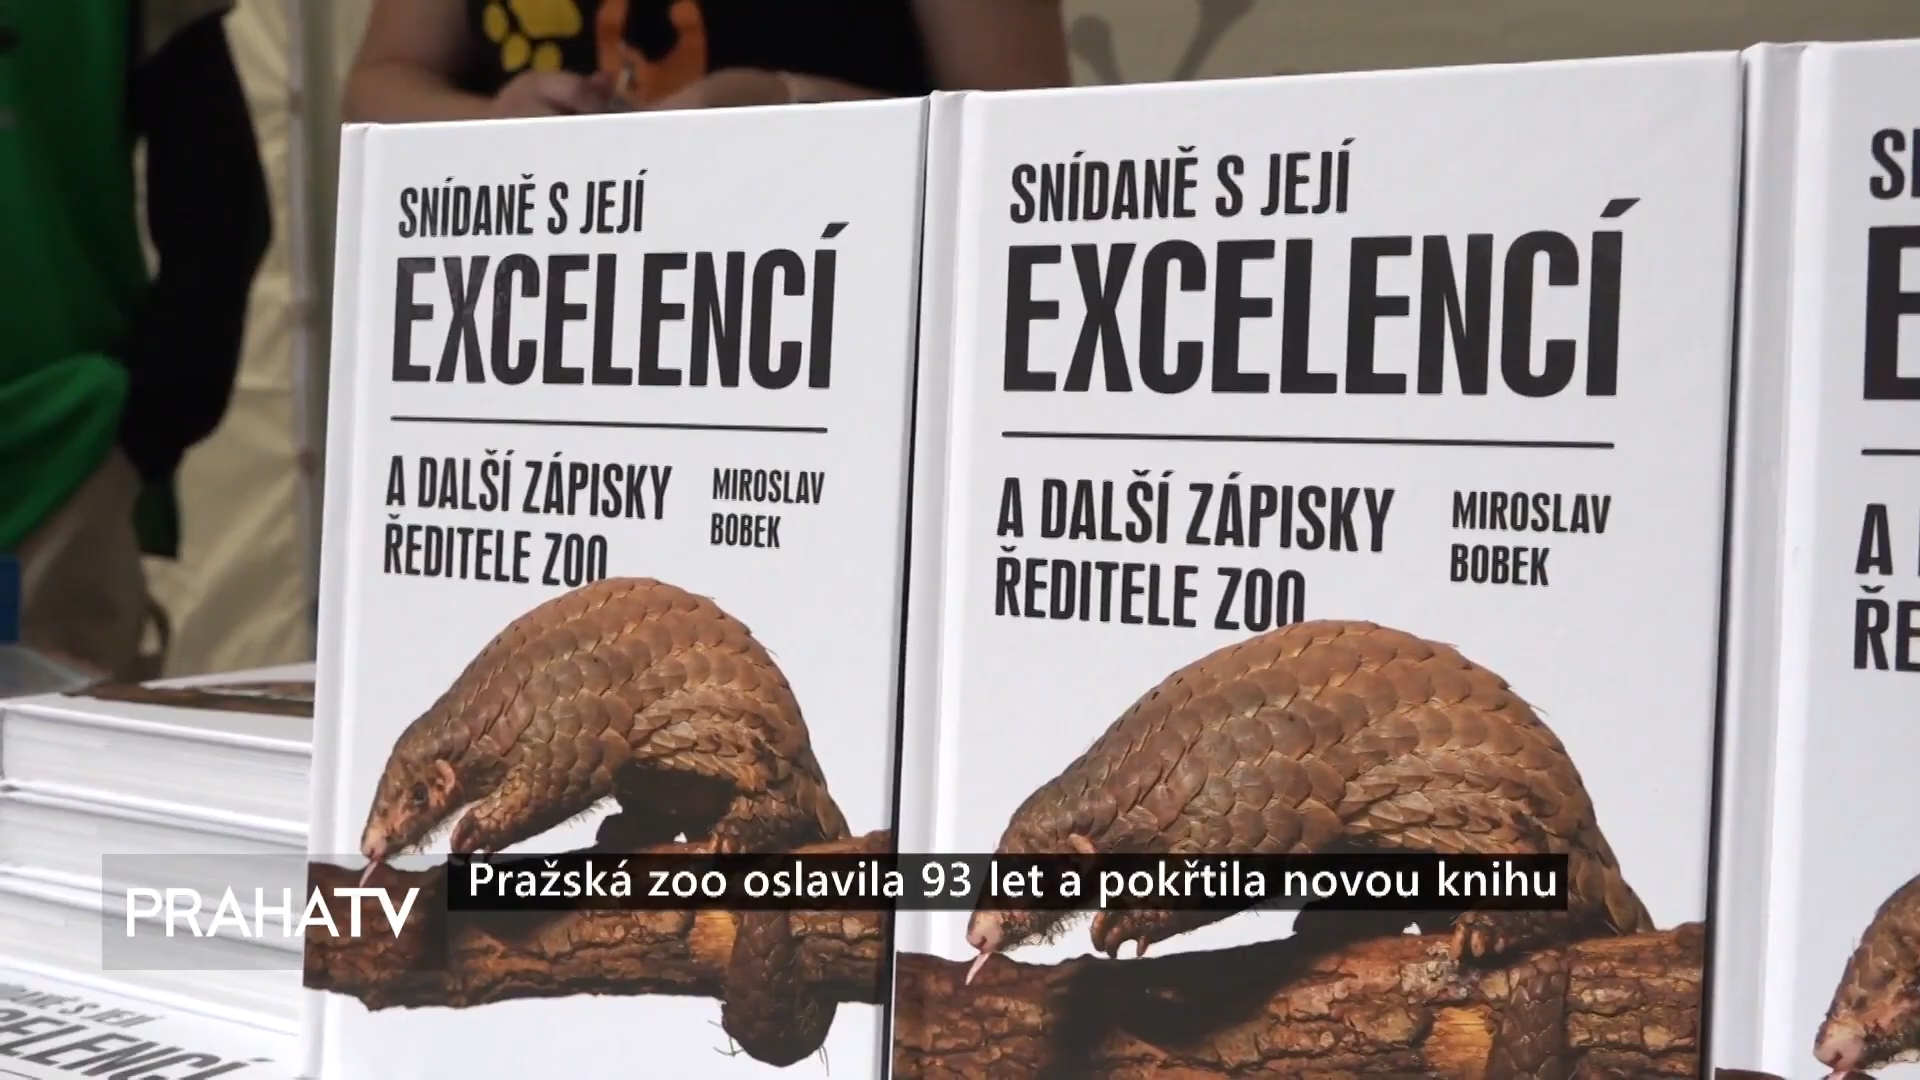 SNÍDANĚ S JEJÍ
EXCELENCÍ
A DALŠÍ ZÁPISKY
ŘEDITELE ZOO
MIROSLAV
BOBEK
SNÍDANĚ S JEJÍ
EXCELENCÍ
A DALŠÍ ZÁPISKY
ŘEDITELE ZOO
MIROSLAV
BOBEK
A
PRAHATV
Pražská zoo oslavila 93 let a pokřtila novou knihu